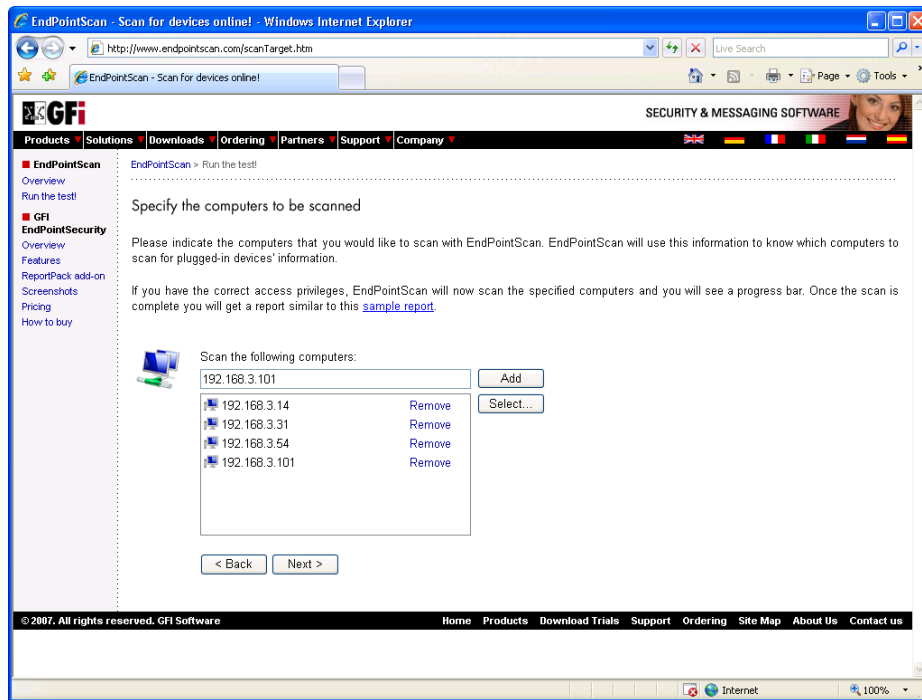 EndPointScan - Scan for devices online! - Windows Internet Explorer
http://www.endpointscan.com/scanTarget.htm
Live Search
EndPointScan - Scan for devices online!
Page
Tools
GFi
SECURITY & MESSAGING SOFTWARE
Products Solutions Downloads Ordering Partners Support Company
EndPointScan
Overview
Run the test!
GFI
EndPointSecurity
Overview
Features
ReportPack add-on
Screenshots
Pricing
How to buy
EndPointScan > Run the test!
Specify the computers to be scanned
Please indicate the computers that you would like to scan with EndPointScan. EndPointScan will use this information to know which computers to
scan for plugged-in devices' information.
If you have the correct access privileges, EndPointScan will now scan the specified computers and you will see a progress bar. Once the scan is
complete you will get a report similar to this sample report.
Scan the following computers:
192.168.3.101
Add
192.168.3.14 Remove
Select...
192.168.3.31 Remove
192.168.3.54 Remove
192.168.3.101 Remove
< Back
Next >
© 2007. All rights reserved. GFI Software
Home Products Download Trials Support Ordering Site Map About Us Contact us
Internet
100%